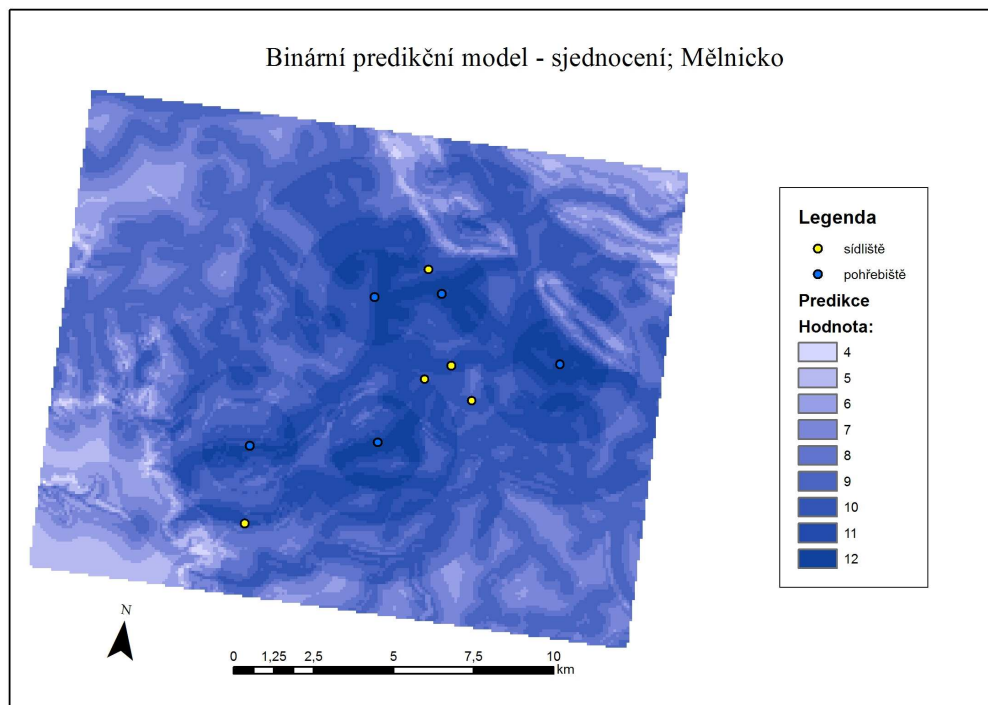 Binární predikční model - sjednocení; Mělnicko
Legenda
sídliště
pohřebiště
Predikce
Hodnota:
4
5
6
7
8
9
10
11
12
N
0 1,25 2,5 5 7,5 10
km